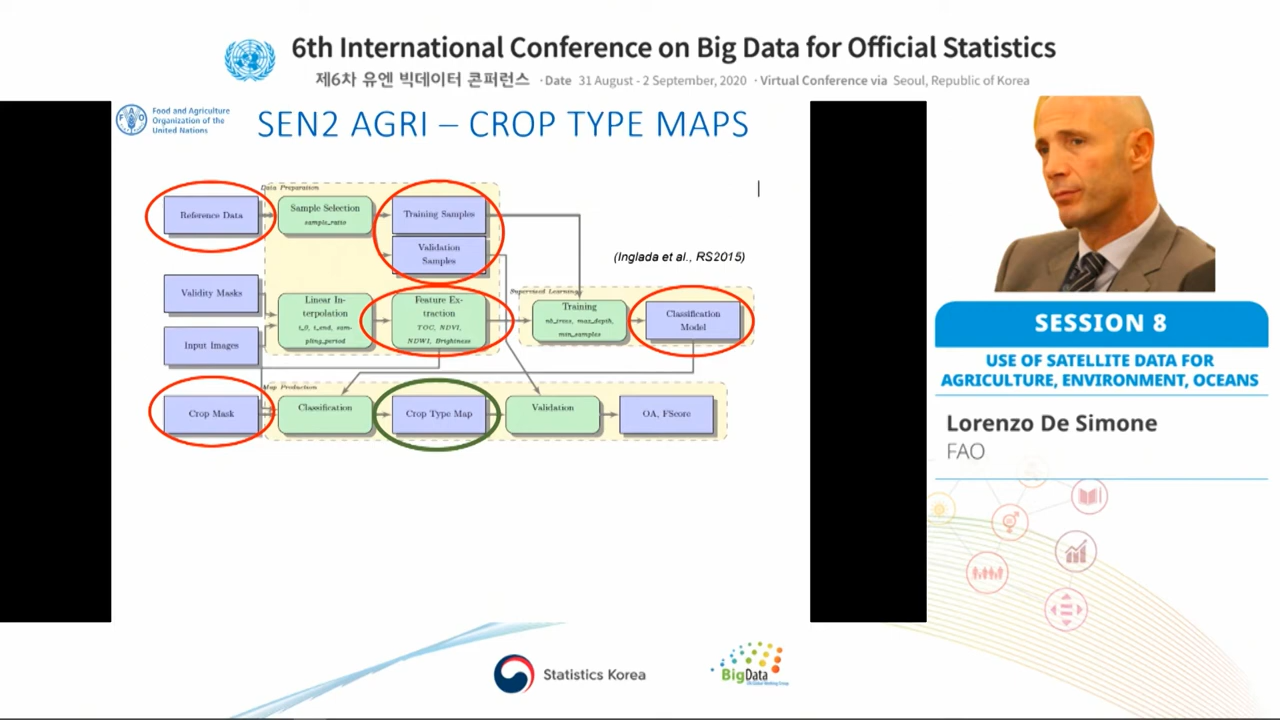 6th International Conference on Big Data for Official Statistics
제6차 유엔 빅데이터 콘퍼런스 · Date 31 August - 2 September, 2020 · Virtual Conference via Seoul, Republic of Korea
Food and Agriculture
Organization of the
United Nations
SEN2 AGRI – CROP TYPE MAPS
Data Preparation
Reference Data
Sample Selection
sample_ratio
Training Samples
Validation
Samples
(Inglada et al., RS2015)
Validity Masks
Input Images
Linear In-
terpolation
t_0, t_end, sam-
pling_period
Feature Ex-
traction
TOC, NDVI,
NDWI, Brightness
Supervised Learning
Training
nb_trees, max_depth,
min_samples
Classification
Model
Map Production
Crop Mask
Classification
Crop Type Map
Validation
OA, FScore
SESSION 8
USE OF SATELLITE DATA FOR
AGRICULTURE, ENVIRONMENT, OCEANS
Lorenzo De Simone
FAO
Statistics Korea
BigData